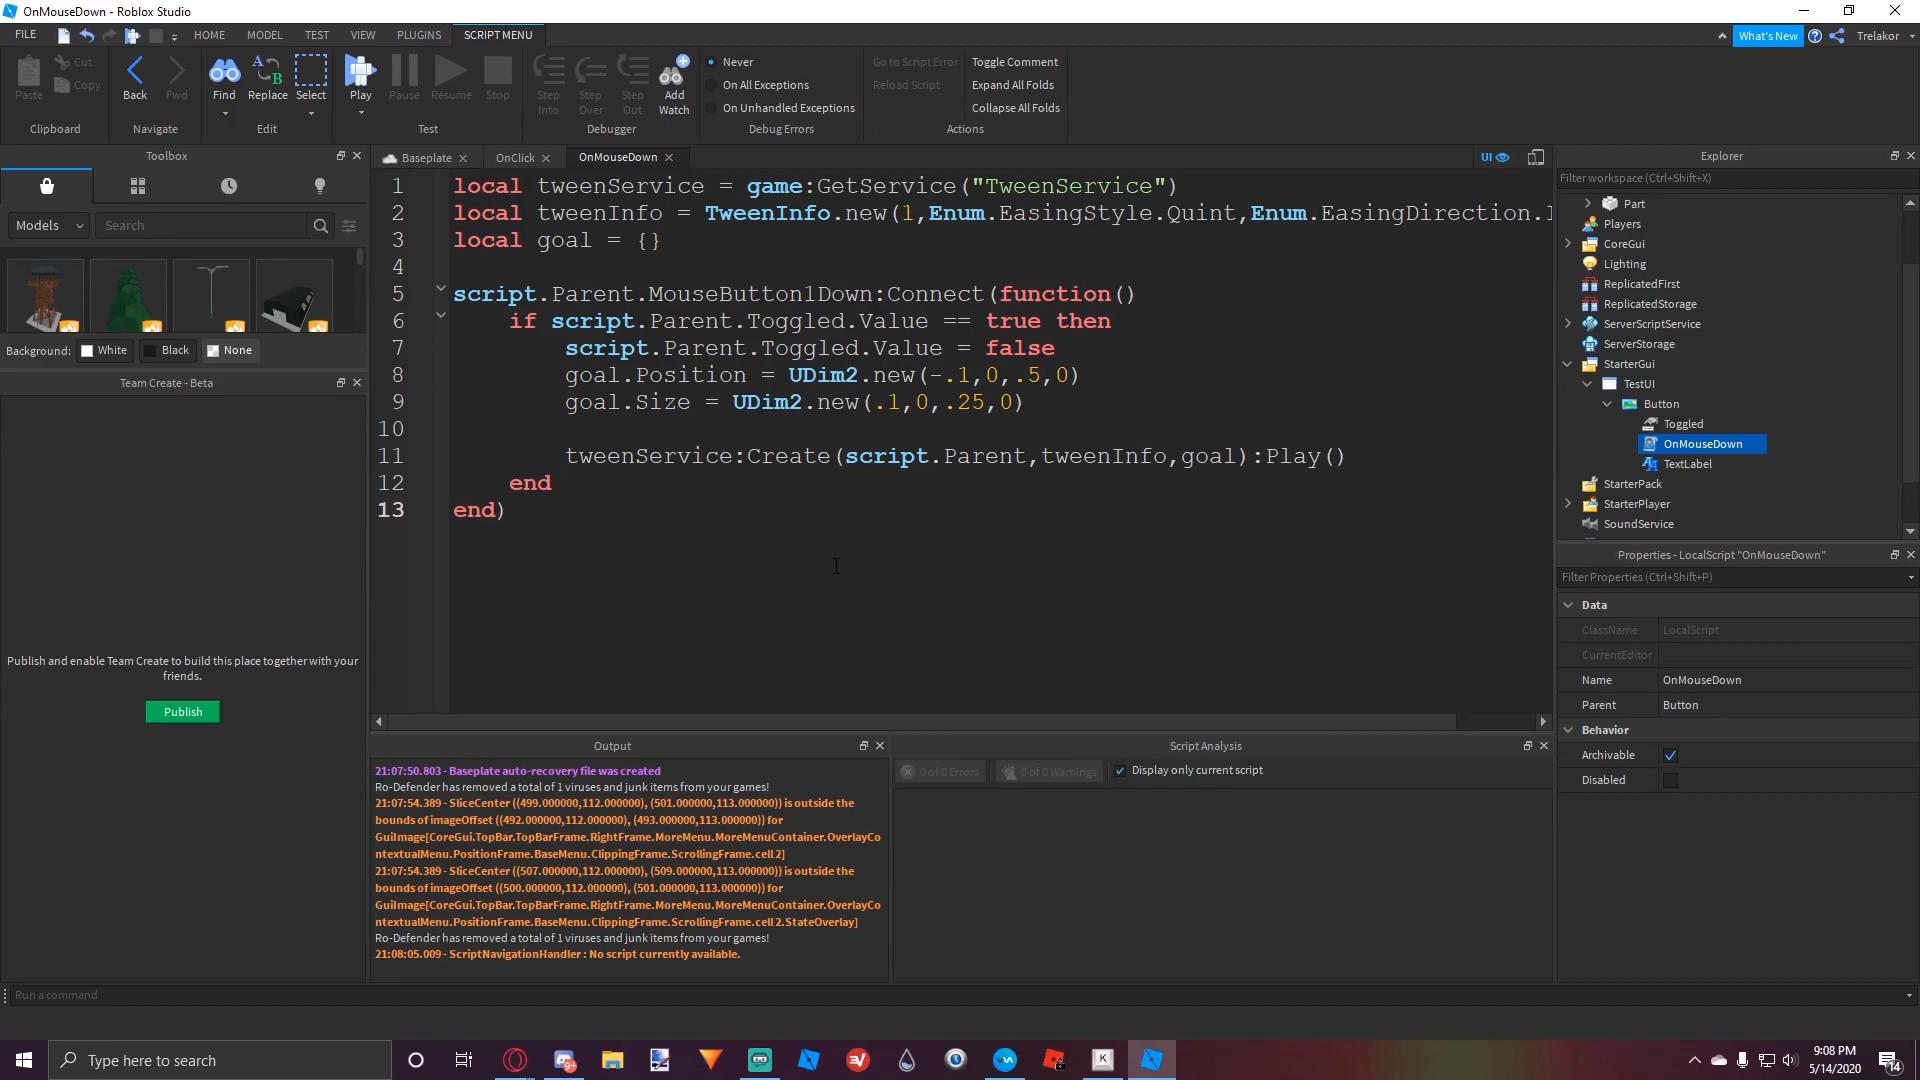 OnMouseDown - Roblox Studio
FILE HOME MODEL TEST VIEW PLUGINS SCRIPT MENU What's New Trelakor
Paste Cut Copy Back Fwd Find Replace Select Play Pause Resume Stop Step Into Step Over Step Out Add Watch
Never
On All Exceptions
On Unhandled Exceptions
Go to Script Error
Reload Script
Toggle Comment
Expand All Folds
Collapse All Folds
Clipboard Navigate Edit Test Debugger Debug Errors Actions
Toolbox
Models Search
Background: White Black None
Team Create - Beta
Publish and enable Team Create to build this place together with your
friends.
Publish
Baseplate OnClick OnMouseDown UI
1 local tweenService = game:GetService("TweenService")
2 local tweenInfo = TweenInfo.new(1,Enum.EasingStyle.Quint,Enum.EasingDirection.
3 local goal = {}
4
5 script.Parent.MouseButton1Down:Connect(function()
6 if script.Parent.Toggled.Value == true then
7 script.Parent.Toggled.Value = false
8 goal.Position = UDim2.new(-.1,0,.5,0)
9 goal.Size = UDim2.new(.1,0,.25,0)
10
11 tweenService:Create(script.Parent,tweenInfo,goal):Play()
12 end
13 end)
Output
21:07:50.803 - Baseplate auto-recovery file was created
Ro-Defender has removed a total of 1 viruses and junk items from your games!
21:07:54.389 - SliceCenter ((499.000000,112.000000), (501.000000,113.000000)) is outside the
bounds of imageOffset ((492.000000,112.000000), (493.000000,113.000000)) for
GuiImage[CoreGui.TopBar.TopBarFrame.RightFrame.MoreMenu.MoreMenuContainer.OverlayCo
ntextualMenu.PositionFrame.BaseMenu.ClippingFrame.ScrollingFrame.cell 2]
21:07:54.389 - SliceCenter ((507.000000,112.000000), (509.000000,113.000000)) is outside the
bounds of imageOffset ((500.000000,112.000000), (501.000000,113.000000)) for
GuiImage[CoreGui.TopBar.TopBarFrame.RightFrame.MoreMenu.MoreMenuContainer.OverlayCo
ntextualMenu.PositionFrame.BaseMenu.ClippingFrame.ScrollingFrame.cell 2.StateOverlay]
Ro-Defender has removed a total of 1 viruses and junk items from your games!
21:08:05.009 - ScriptNavigationHandler : No script currently available.
Script Analysis
0 of 0 Errors 0 of 0 Warnings Display only current script
Explorer
Filter workspace (Ctrl+Shift+X)
Part
Players
CoreGui
Lighting
ReplicatedFirst
ReplicatedStorage
ServerScriptService
ServerStorage
StarterGui
TestUI
Button
Toggled
OnMouseDown
TextLabel
StarterPack
StarterPlayer
SoundService
Properties - LocalScript "OnMouseDown"
Filter Properties (Ctrl+Shift+P)
Data
ClassName LocalScript
CurrentEditor
Name OnMouseDown
Parent Button
Behavior
Archivable
Disabled
Run a command
Type here to search
9:08 PM
5/14/2020
14